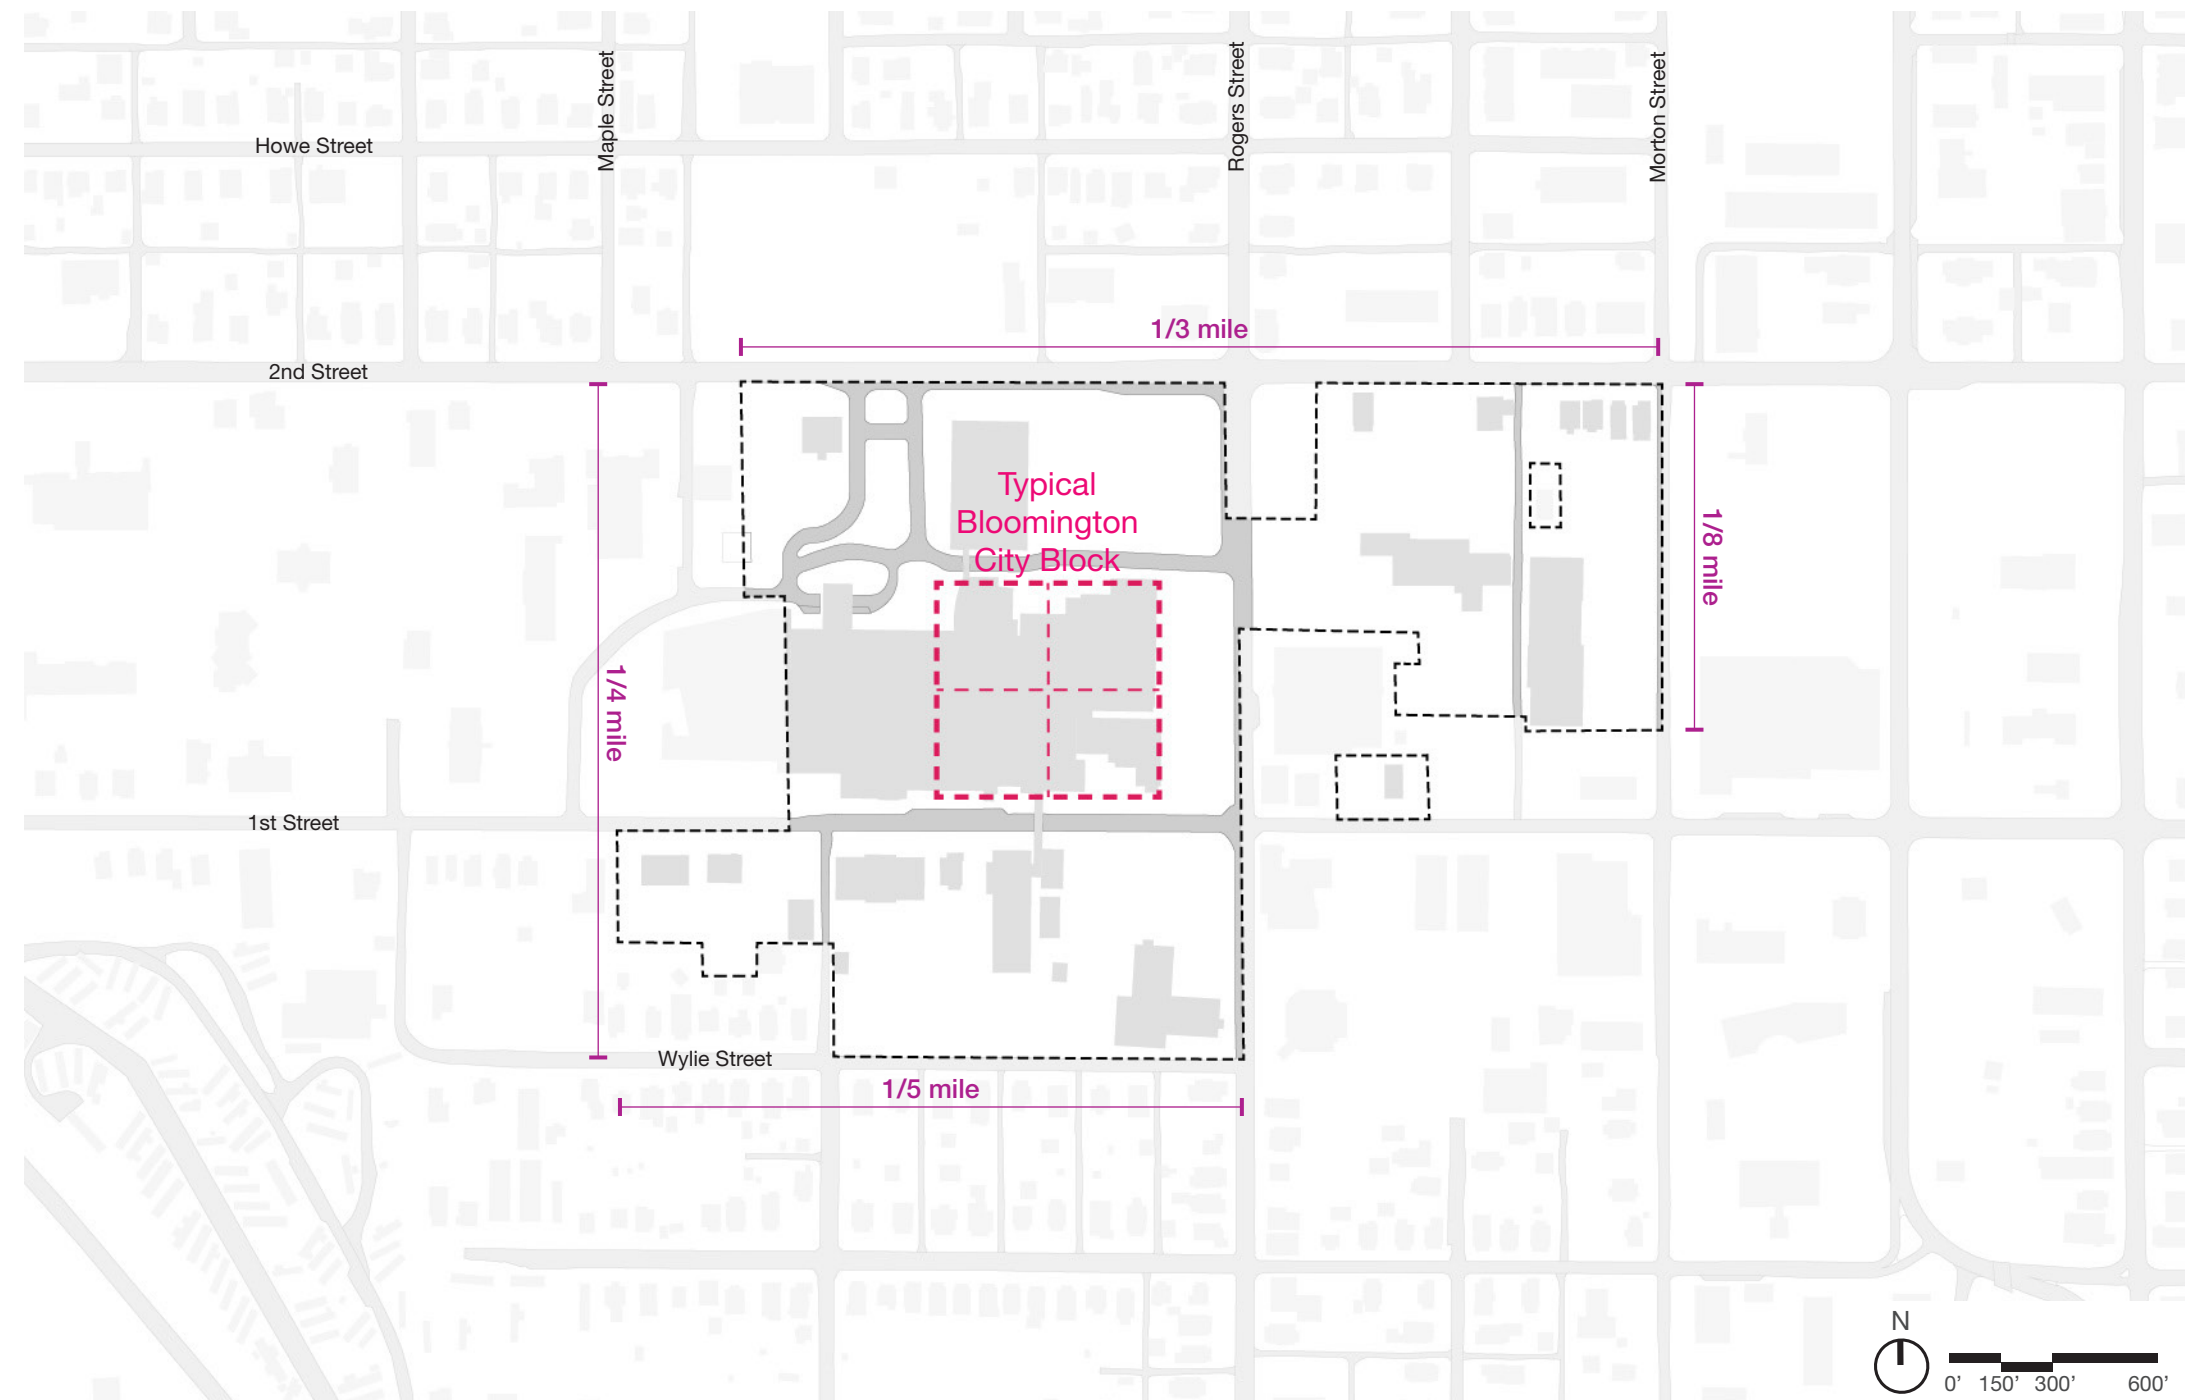 Maple Street
Rogers Street
Morton Street
Howe Street
1/3 mile
2nd Street
Typical
Bloomington
City Block
1/8 mile
1/4 mile
1st Street
Wylie Street
1/5 mile
N
0’ 150’ 300’ 600’